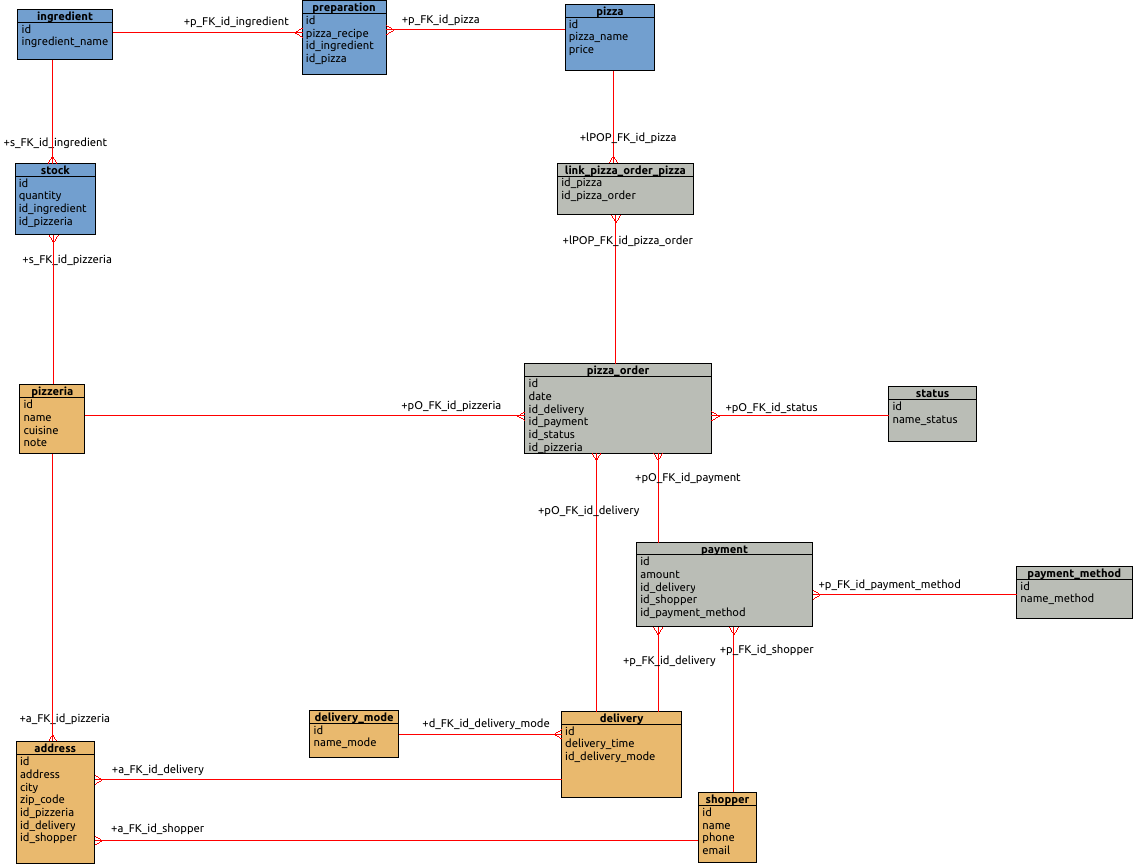 ingredient
id
ingredient_name
+p_FK_id_ingredient
preparation
id
pizza_recipe
id_ingredient
id_pizza
+p_FK_id_pizza
pizza
id
pizza_name
price
+s_FK_id_ingredient
+lPOP_FK_id_pizza
stock
id
quantity
id_ingredient
id_pizzeria
link_pizza_order_pizza
id_pizza
id_pizza_order
+s_FK_id_pizzeria
+lPOP_FK_id_pizza_order
pizzeria
id
name
cuisine
note
+pO_FK_id_pizzeria
pizza_order
id
date
id_delivery
id_payment
id_status
id_pizzeria
+pO_FK_id_status
status
id
name_status
+pO_FK_id_payment
+pO_FK_id_delivery
payment
id
amount
id_delivery
id_shopper
id_payment_method
+p_FK_id_payment_method
payment_method
id
name_method
+p_FK_id_delivery
+p_FK_id_shopper
+a_FK_id_pizzeria
delivery_mode
id
name_mode
+d_FK_id_delivery_mode
delivery
id
delivery_time
id_delivery_mode
address
id
address
city
zip_code
id_pizzeria
id_delivery
id_shopper
+a_FK_id_delivery
+a_FK_id_shopper
shopper
id
name
phone
email